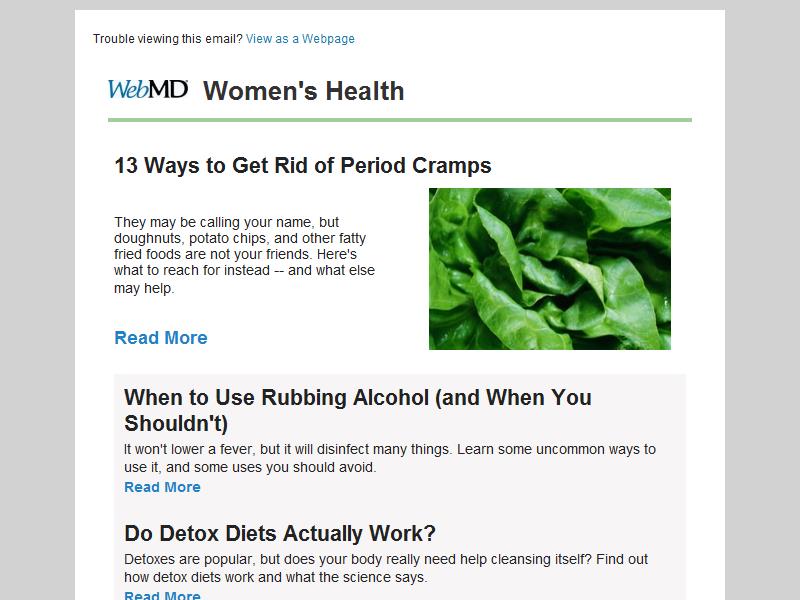 Trouble viewing this email? View as a Webpage
WebMD Women's Health
13 Ways to Get Rid of Period Cramps
They may be calling your name, but
doughnuts, potato chips, and other fatty
fried foods are not your friends. Here's
what to reach for instead -- and what else
may help.
Read More
When to Use Rubbing Alcohol (and When You
Shouldn't)
It won't lower a fever, but it will disinfect many things. Learn some uncommon ways to
use it, and some uses you should avoid.
Read More
Do Detox Diets Actually Work?
Detoxes are popular, but does your body really need help cleansing itself? Find out
how detox diets work and what the science says.
Read More